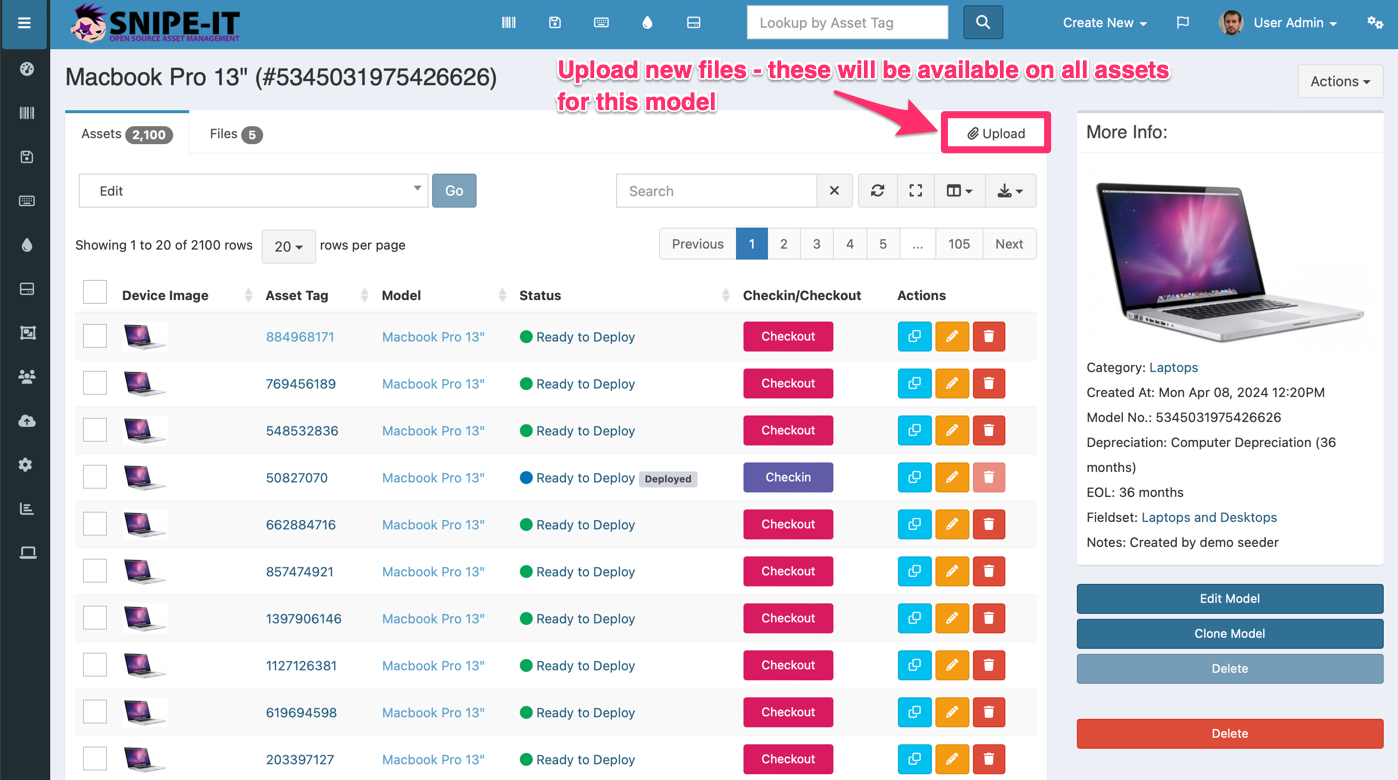 SNIPE-IT
OPEN SOURCE ASSET MANAGEMENT
Lookup by Asset Tag
Create New
User Admin
Macbook Pro 13" (#5345031975426626)
Upload new files - these will be available on all assets
for this model
Actions
Assets 2,100
Files 5
Upload
Edit
Go
Search
Showing 1 to 20 of 2100 rows
20
rows per page
Previous 1 2 3 4 5 ... 105 Next
Device Image Asset Tag Model Status Checkin/Checkout Actions
884968171 Macbook Pro 13" Ready to Deploy Checkout
769456189 Macbook Pro 13" Ready to Deploy Checkout
548532836 Macbook Pro 13" Ready to Deploy Checkout
50827070 Macbook Pro 13" Ready to Deploy Deployed Checkin
662884716 Macbook Pro 13" Ready to Deploy Checkout
857474921 Macbook Pro 13" Ready to Deploy Checkout
1397906146 Macbook Pro 13" Ready to Deploy Checkout
1127126381 Macbook Pro 13" Ready to Deploy Checkout
619694598 Macbook Pro 13" Ready to Deploy Checkout
203397127 Macbook Pro 13" Ready to Deploy Checkout
More Info:
Category: Laptops
Created At: Mon Apr 08, 2024 12:20PM
Model No.: 5345031975426626
Depreciation: Computer Depreciation (36
months)
EOL: 36 months
Fieldset: Laptops and Desktops
Notes: Created by demo seeder
Edit Model
Clone Model
Delete
Delete